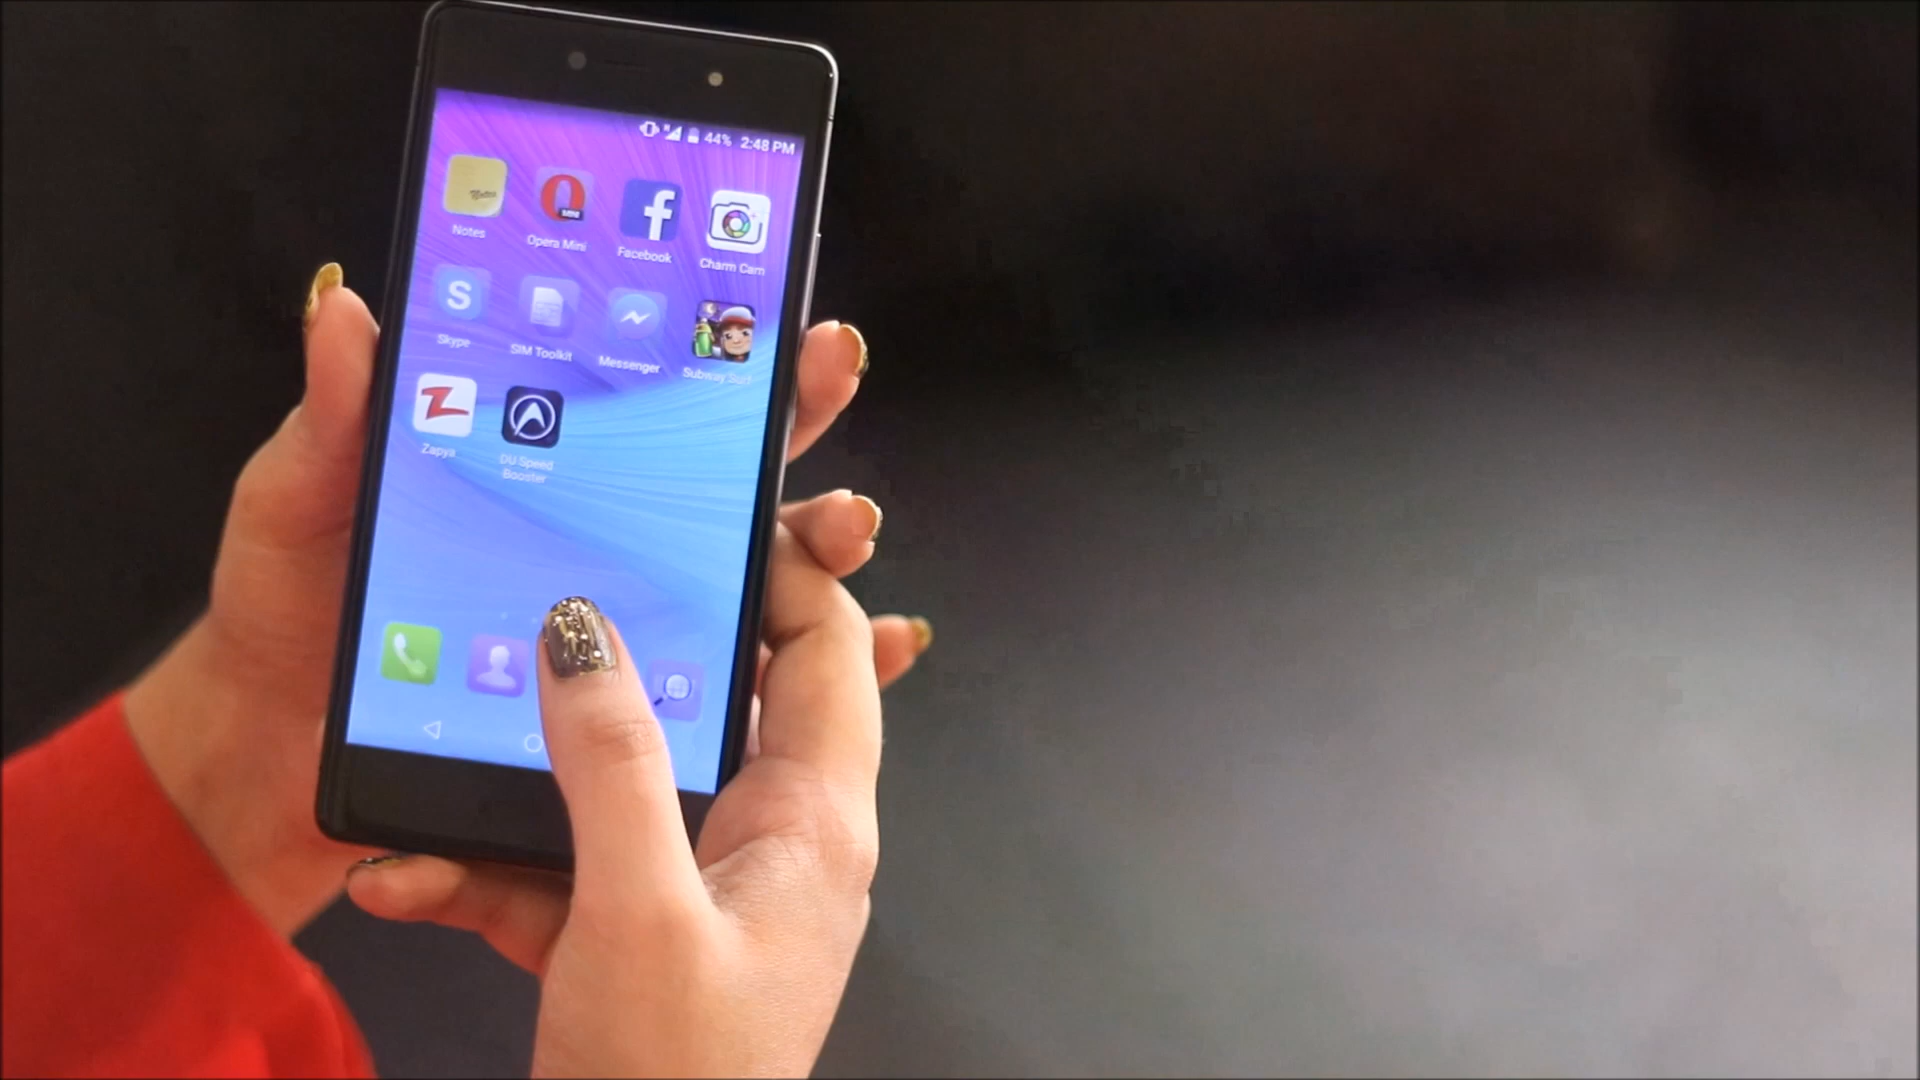 44% 2:48 PM
Notes
Opera Mini
Facebook
Charm Cam
Skype
SIM Toolkit
Messenger
Subway Surf
Zapya
DU Speed
Booster